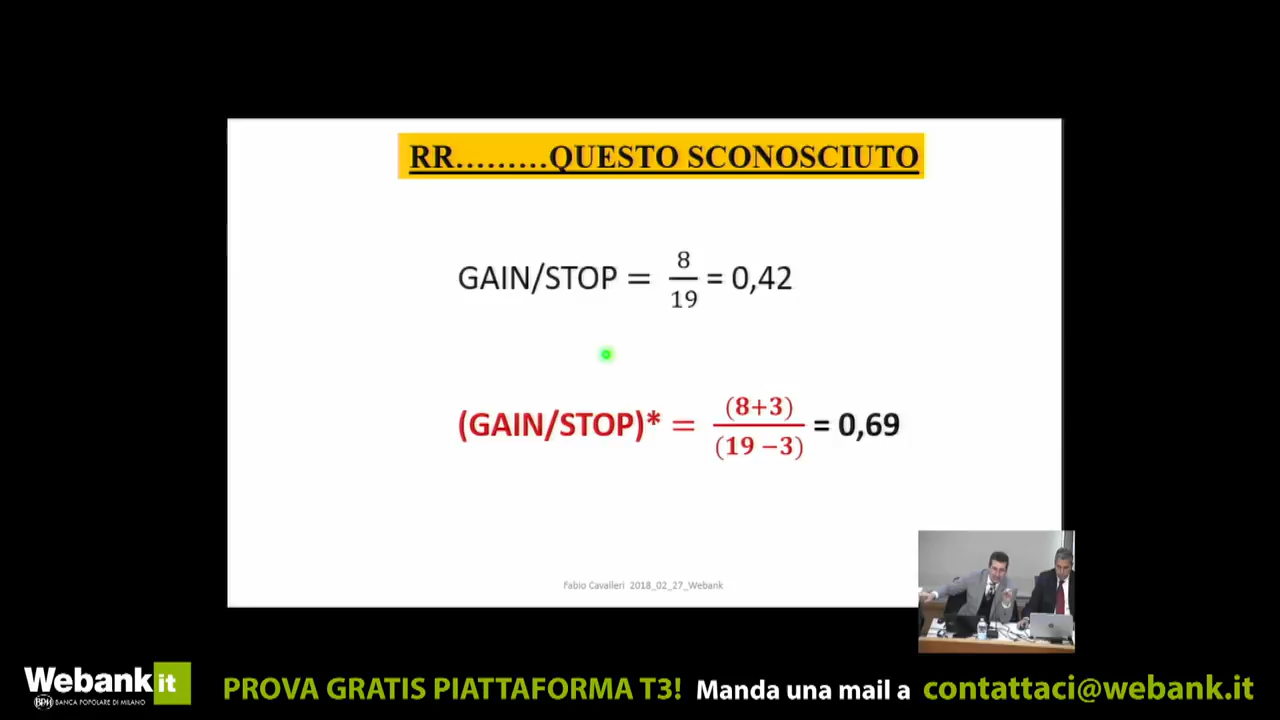 RR.........QUESTO SCONOSCIUTO
GAIN/STOP = 8/19 = 0,42
(GAIN/STOP)* = (8+3)/(19 −3) = 0,69
Fabio Cavalleri 2018_02_27_Webank
Webank it
BPM BANCA POPOLARE DI MILANO
PROVA GRATIS PIATTAFORMA T3! Manda una mail a contattaci@webank.it